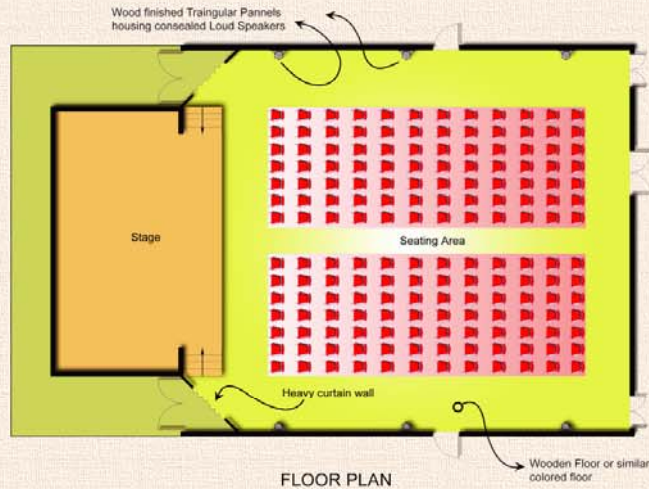 Wood finished Traingular Pannels
housing consealed Loud Speakers
Stage
Seating Area
Heavy curtain wall
Wooden Floor or similar
colored floor
FLOOR PLAN